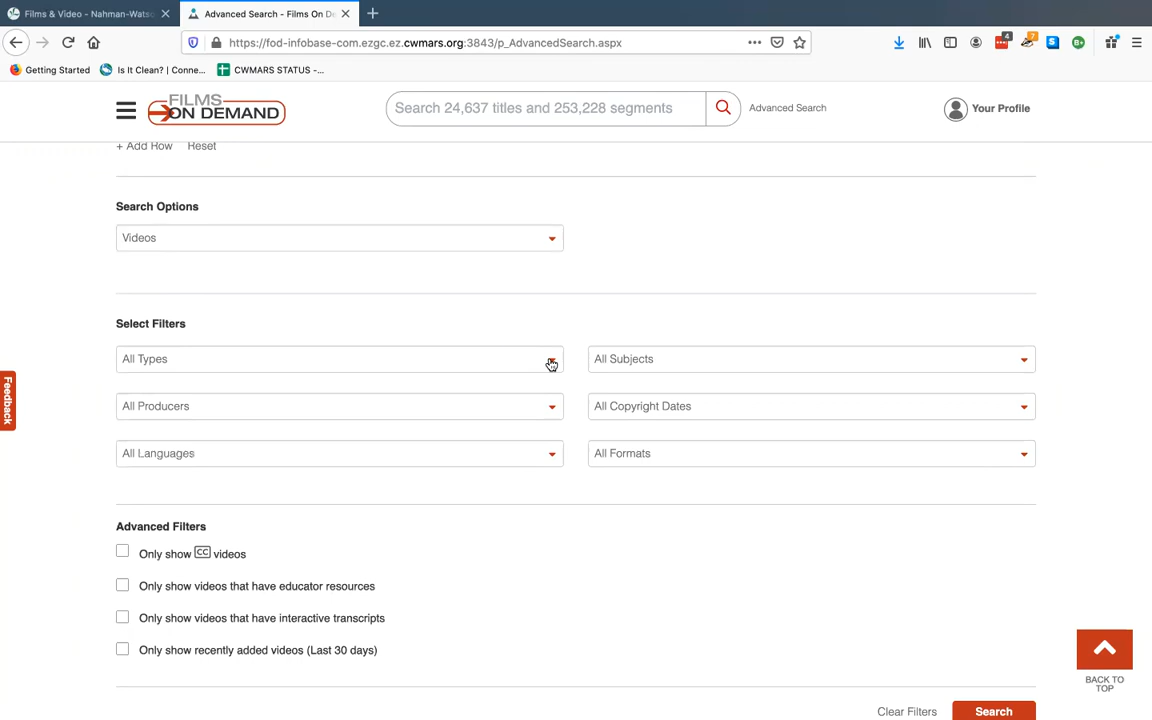 Films & Video - Nahman-Wats
Advanced Search - Films On De
https://fod-infobase-com.ezgc.ez.cwmars.org:3843/p_AdvancedSearch.aspx
4
7
S
B+
Getting Started
Is It Clean? | Conne...
CWMARS STATUS -...
FILMS ON DEMAND
Search 24,637 titles and 253,228 segments
Advanced Search
Your Profile
+ Add Row
Reset
Search Options
Videos
Select Filters
All Types
All Subjects
All Producers
All Copyright Dates
All Languages
All Formats
Feedback
Advanced Filters
Only show CC videos
Only show videos that have educator resources
Only show videos that have interactive transcripts
Only show recently added videos (Last 30 days)
BACK TO
TOP
Clear Filters
Search